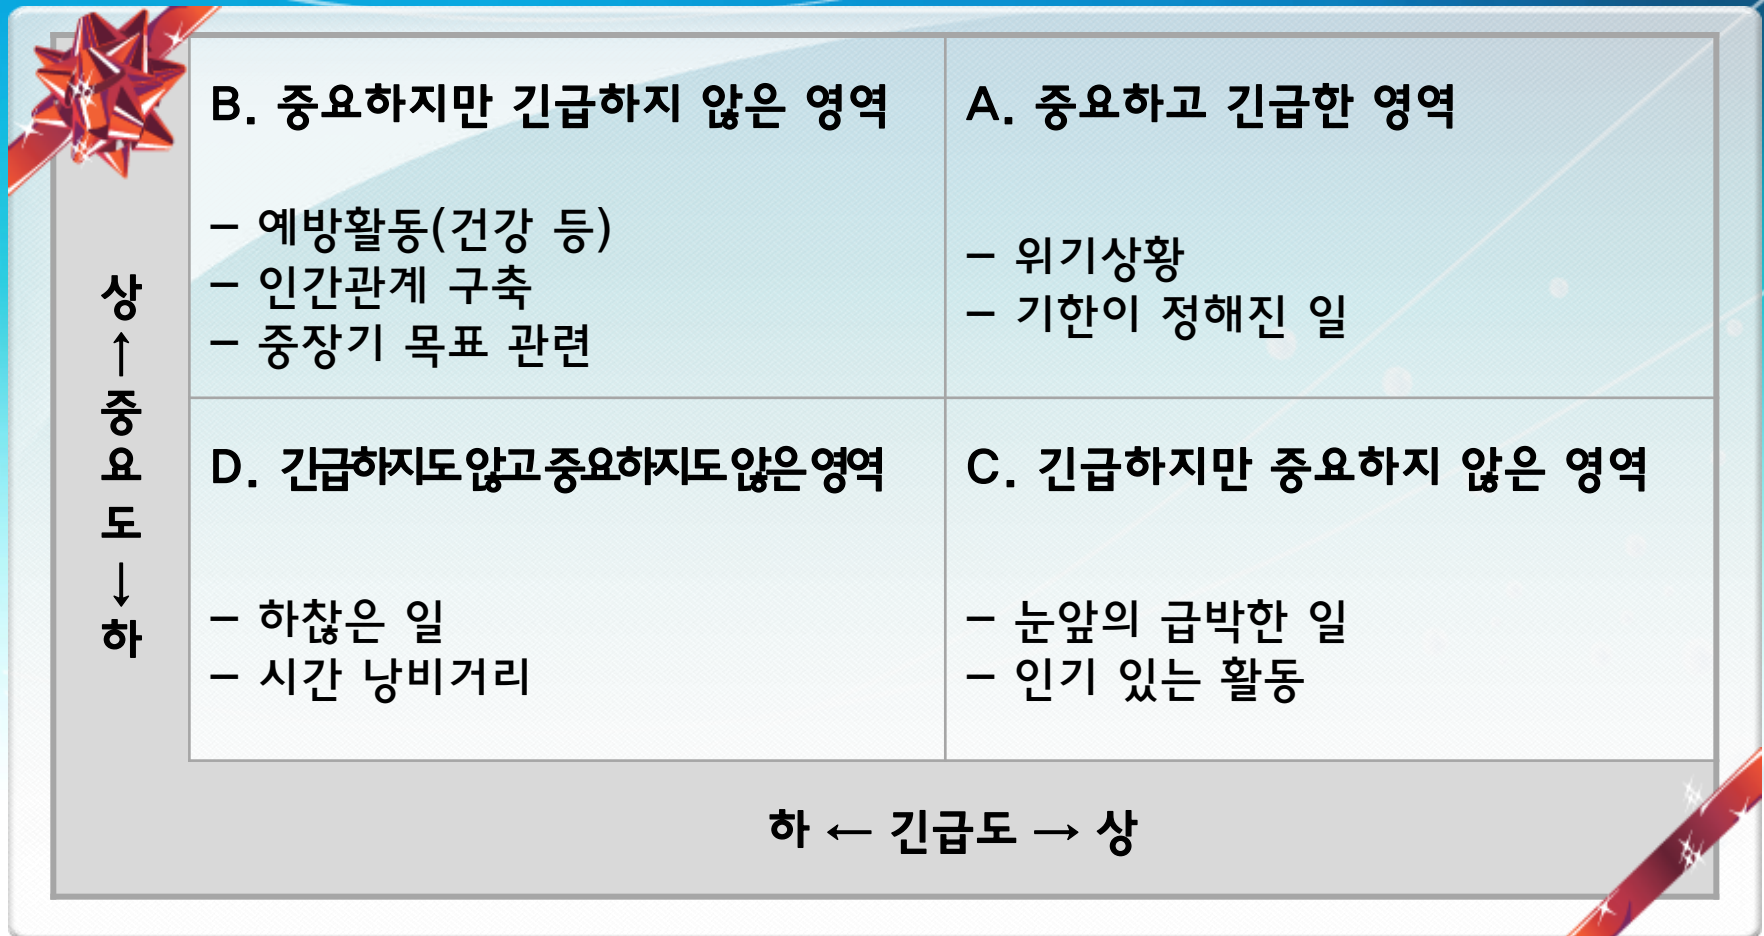 B. 중요하지만 긴급하지 않은 영역
– 예방활동(건강 등)
– 인간관계 구축
– 중장기 목표 관련
A. 중요하고 긴급한 영역
– 위기상황
– 기한이 정해진 일
상
↑
중
요
도
↓
하
D. 긴급하지도 않고 중요하지도 않은 영역
– 하찮은 일
– 시간 낭비거리
C. 긴급하지만 중요하지 않은 영역
– 눈앞의 급박한 일
– 인기 있는 활동
하 ← 긴급도 → 상